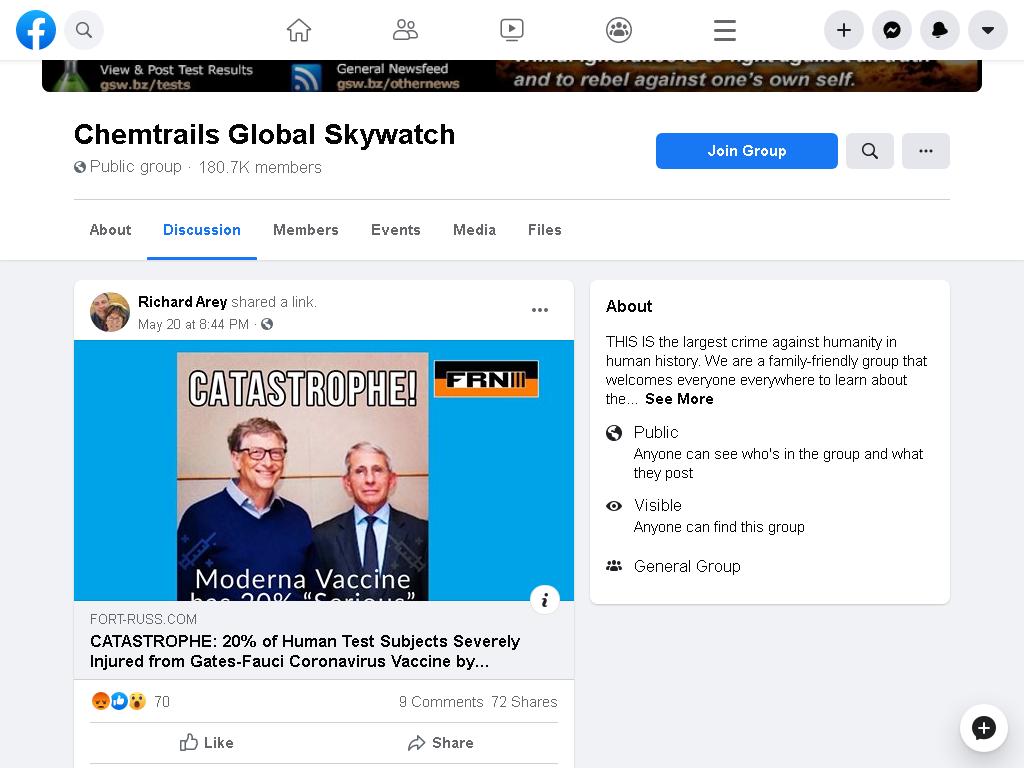 View & Post Test Results
gsw.bz/tests
General Newsfeed
gsw.bz/othernews
and to rebel against one's own self.
Chemtrails Global Skywatch
Public group · 180.7K members
Join Group
About Discussion Members Events Media Files
Richard Arey shared a link.
May 20 at 8:44 PM ·
CATASTROPHE!
FRN
Moderna Vaccine
has 20% “Serious”
FORT-RUSS.COM
CATASTROPHE: 20% of Human Test Subjects Severely
Injured from Gates-Fauci Coronavirus Vaccine by...
70
9 Comments 72 Shares
Like Share
About
THIS IS the largest crime against humanity in
human history. We are a family-friendly group that
welcomes everyone everywhere to learn about
the... See More
Public
Anyone can see who's in the group and what
they post
Visible
Anyone can find this group
General Group